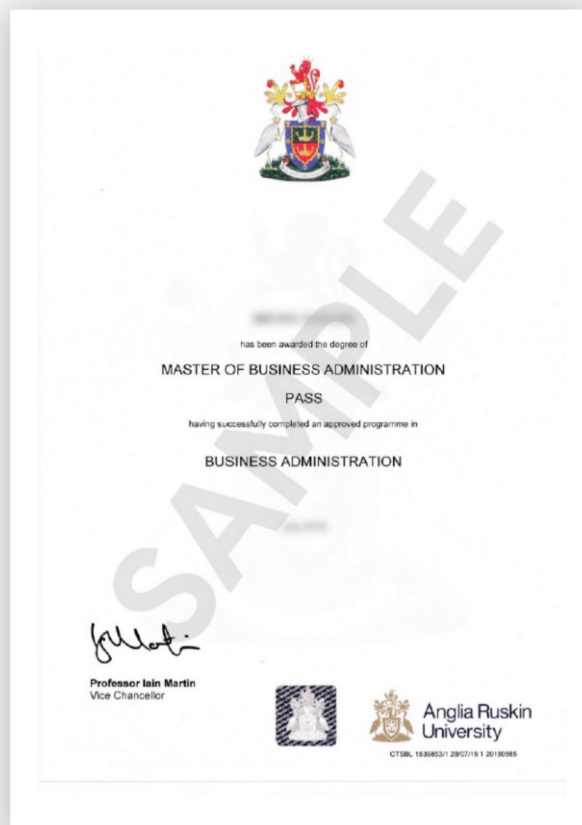 SAMPLE
has been awarded the degree of
MASTER OF BUSINESS ADMINISTRATION
PASS
having successfully completed an approved programme in
BUSINESS ADMINISTRATION
Professor Iain Martin
Vice Chancellor
Anglia Ruskin
University